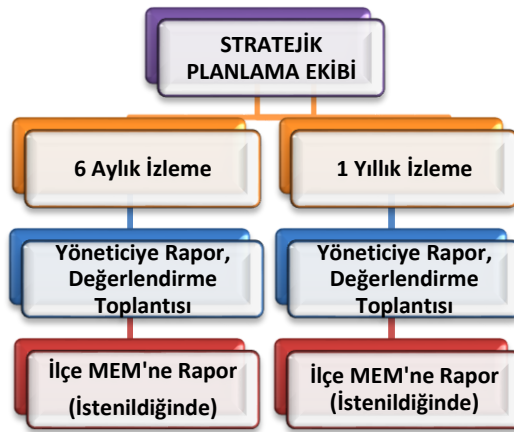 STRATEJİK
PLANLAMA EKİBİ
6 Aylık İzleme
1 Yıllık İzleme
Yöneticiye Rapor,
Değerlendirme
Toplantısı
Yöneticiye Rapor,
Değerlendirme
Toplantısı
İlçe MEM'ne Rapor
(İstenildiğinde)
İlçe MEM'ne Rapor
(İstenildiğinde)